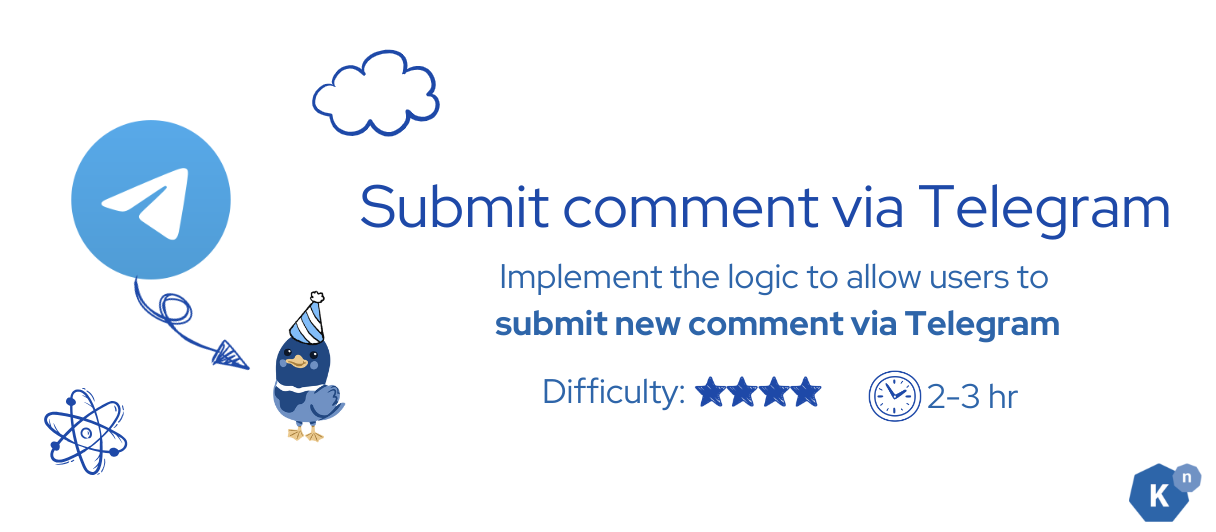 Submit comment via Telegram
Implement the logic to allow users to
submit new comment via Telegram
Difficulty:
2-3 hr
K
n